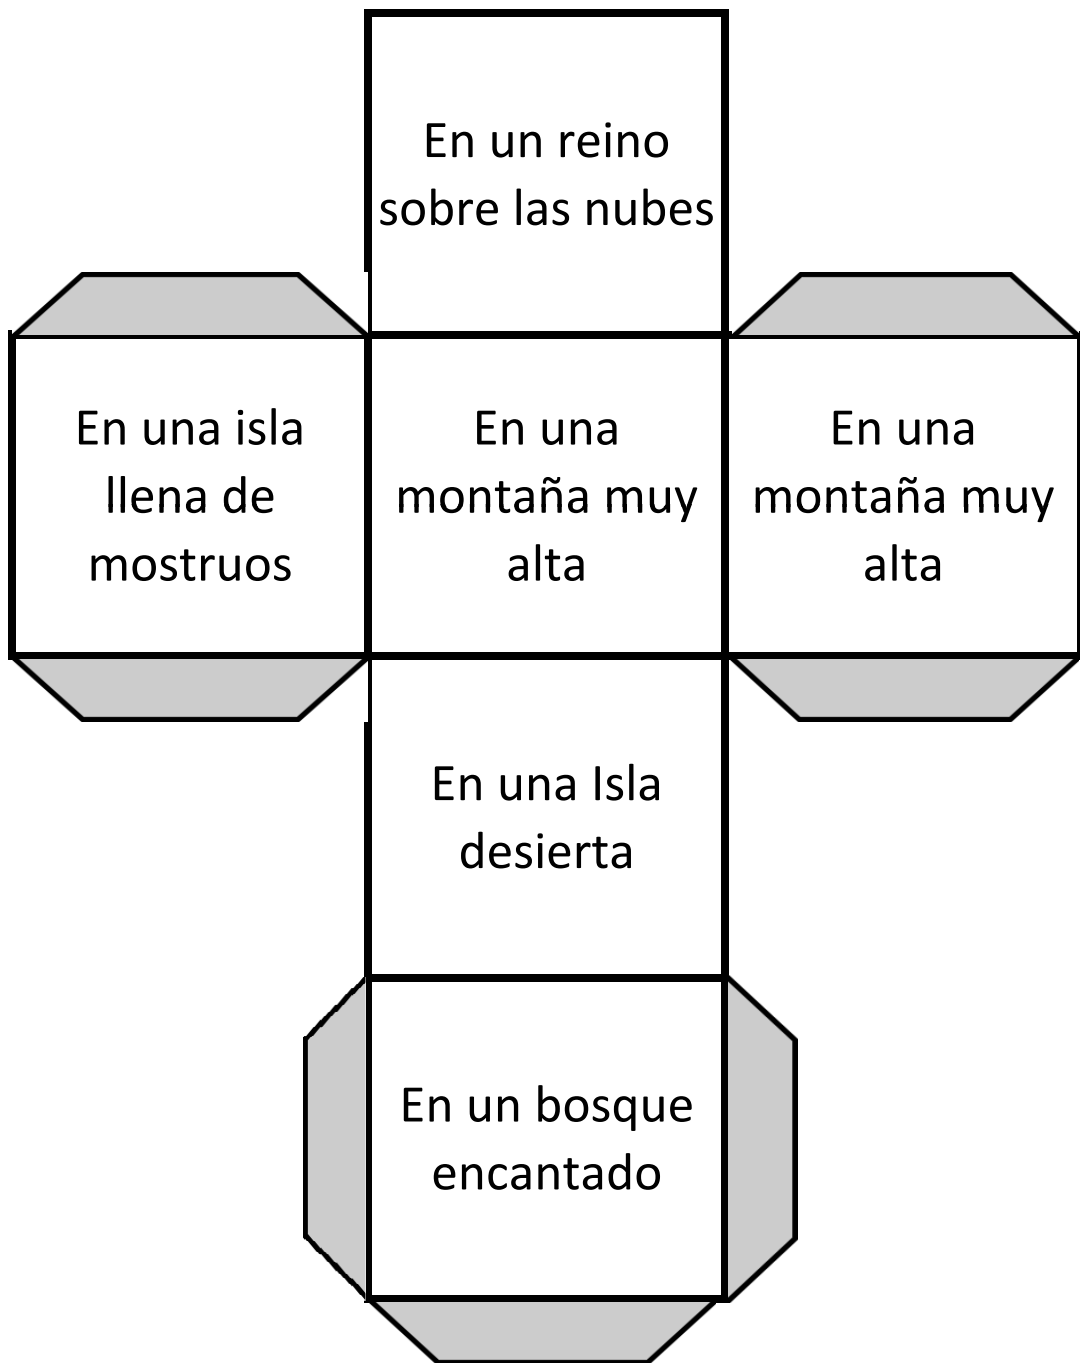 En un reino
sobre las nubes
En una isla
llena de
mostruos
En una
montaña muy
alta
En una
montaña muy
alta
En una Isla
desierta
En un bosque
encantado